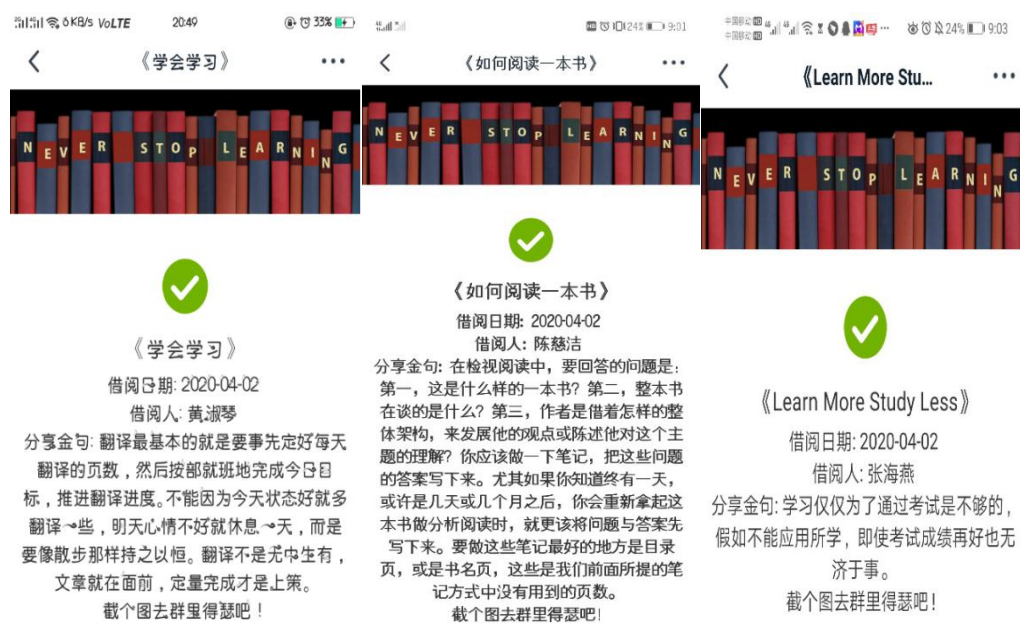 6 KB/s VoLTE 20:49 33%
《学会学习》
NEVER STOP LEARNING
《学会学习》
借阅日期: 2020-04-02
借阅人: 黄淑琴
分享金句: 翻译最基本的就是要事先定好每天
翻译的页数，然后按部就班地完成今日目
标，推进翻译进度。不能因为今天状态好就多
翻译一些，明天心情不好就休息一天，而是
要像散步那样持之以恒。翻译不是无中生有，
文章就在面前，定量完成才是上策。
截个图去群里得瑟吧！
24% 9:01
《如何阅读一本书》
NEVER STOP LEARNING
《如何阅读一本书》
借阅日期: 2020-04-02
借阅人: 陈慈洁
分享金句: 在检视阅读中，要回答的问题是:
第一，这是什么样的一本书？第二，整本书
在谈的是什么？第三，作者是借着怎样的整
体架构，来发展他的观点或陈述他对这个主
题的理解？你应该做一下笔记，把这些问题
的答案写下来。尤其如果你知道终有一天，
或许是几天或几个月之后，你会重新拿起这
本书做分析阅读时，就更该将问题与答案先
写下来。要做这些笔记最好的地方是目录
页，或是书名页，这些是我们前面所提的笔
记方式中没有用到的页数。
截个图去群里得瑟吧!
中国移动 HD
中国移动 HD
24% 9:03
《Learn More Stu...
NEVER STOP LEARNING
《Learn More Study Less》
借阅日期: 2020-04-02
借阅人: 张海燕
分享金句: 学习仅仅为了通过考试是不够的，
假如不能应用所学，即使考试成绩再好也无
济于事。
截个图去群里得瑟吧!